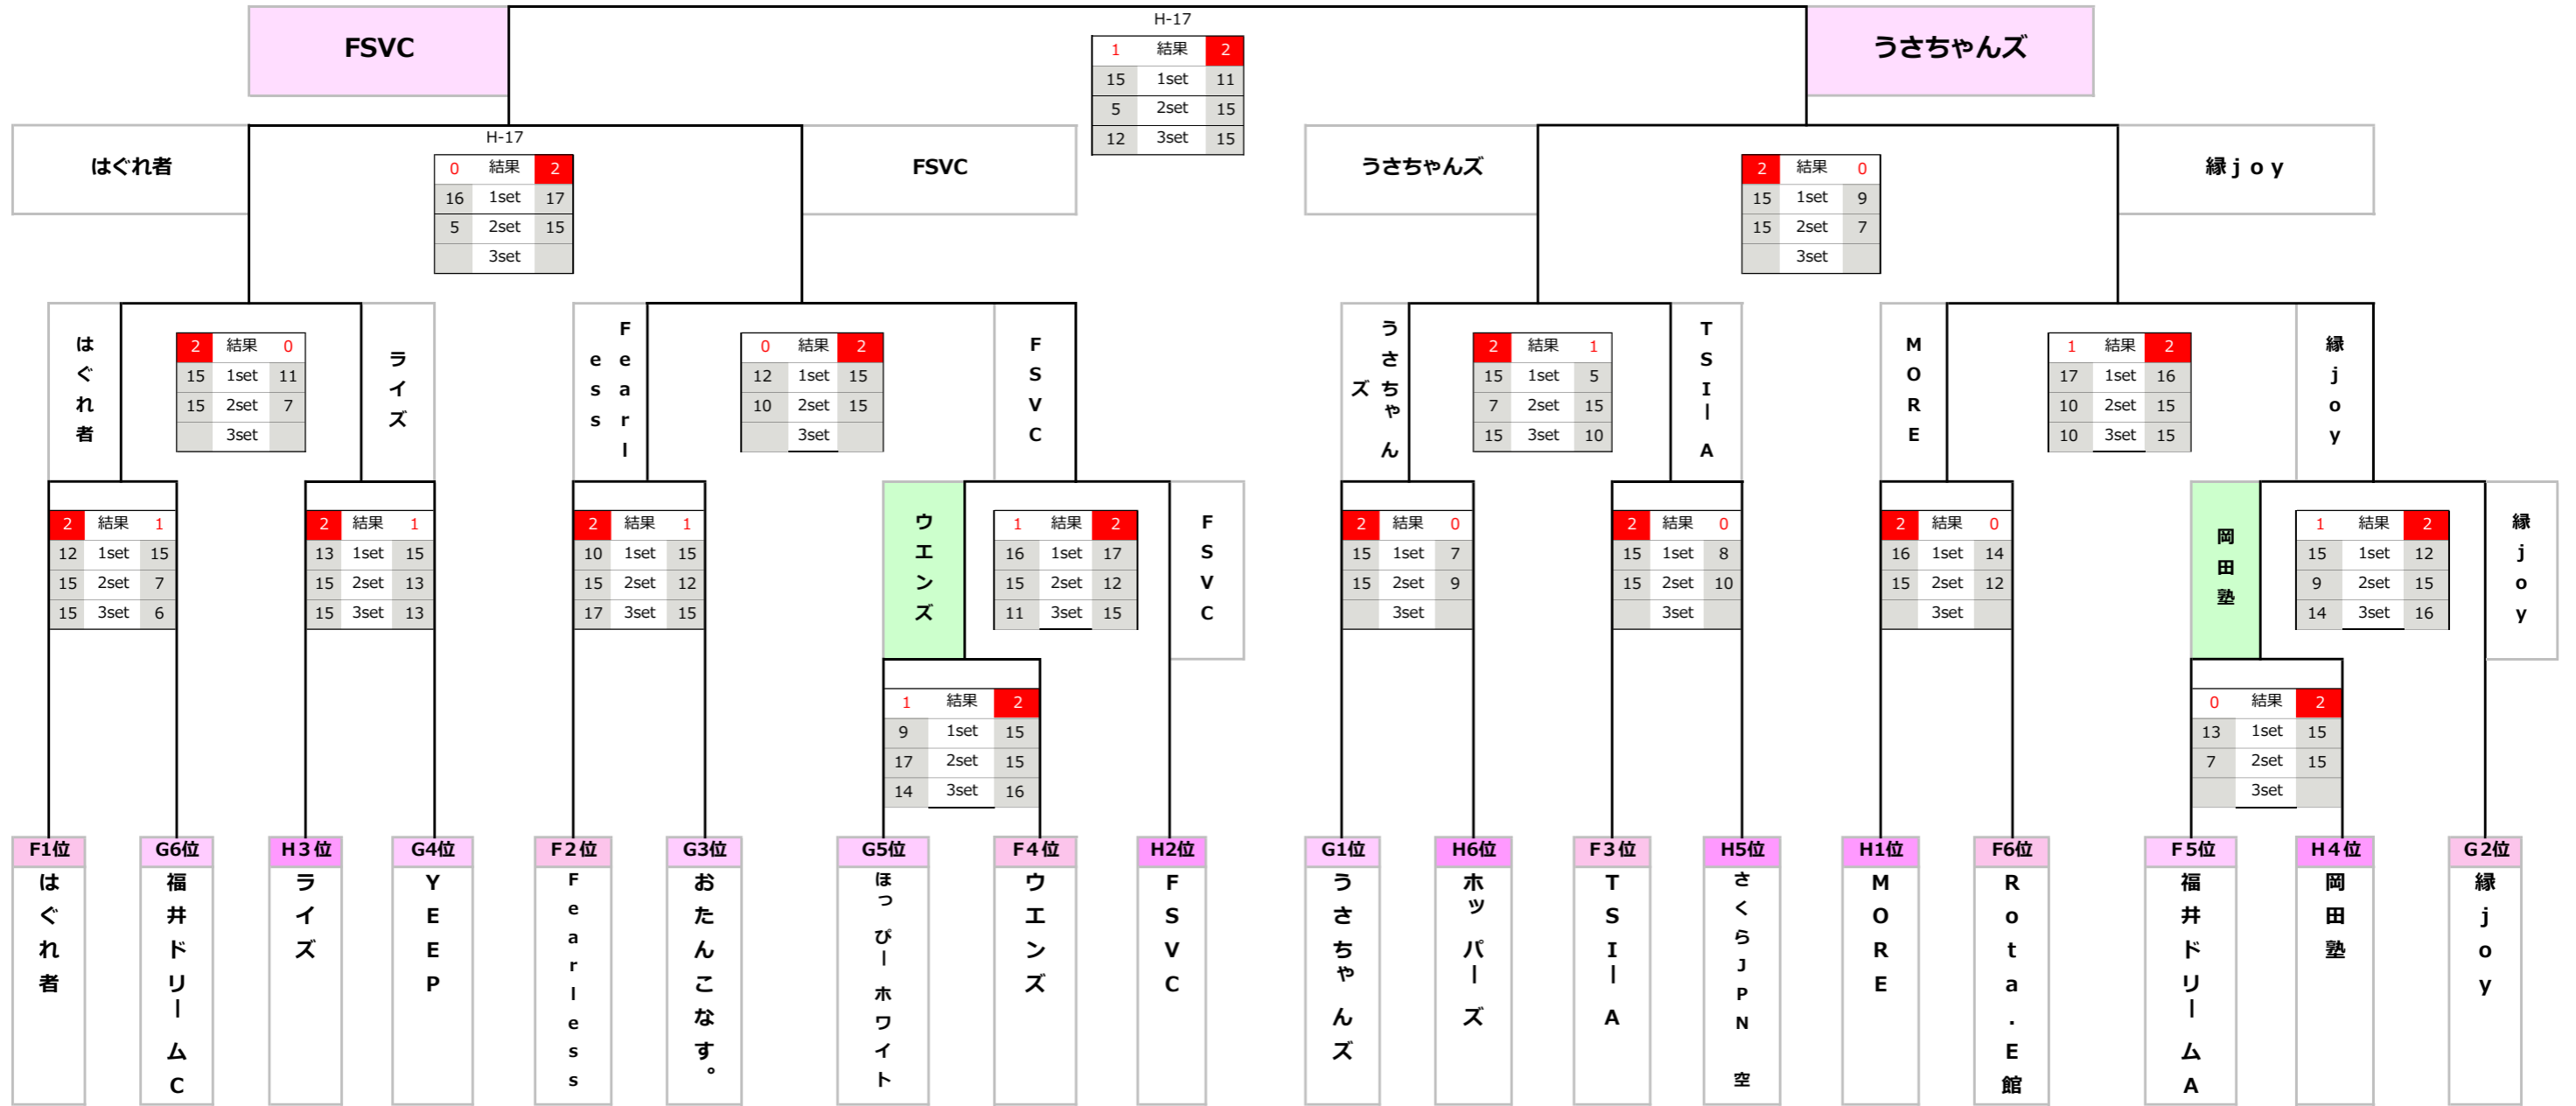 FSVC
H-17
うさちゃんズ
1 結果 2
15 1set 11
5 2set 15
12 3set 15
はぐれ者
H-17
FSVC
0 結果 2
16 1set 17
5 2set 15
3set
うさちゃんズ
縁ｊｏｙ
2 結果 0
15 1set 9
15 2set 7
3set
はぐれ者
2 結果 0
15 1set 11
15 2set 7
3set
ライズ
Fearless
0 結果 2
12 1set 15
10 2set 15
3set
FSVC
うさちゃんズ
2 結果 1
15 1set 5
7 2set 15
15 3set 10
TSIーA
MORE
1 結果 2
17 1set 16
10 2set 15
10 3set 15
縁joy
2 結果 1
12 1set 15
15 2set 7
15 3set 6
2 結果 1
13 1set 15
15 2set 13
15 3set 13
2 結果 1
10 1set 15
15 2set 12
17 3set 15
ウエンズ
1 結果 2
16 1set 17
15 2set 12
11 3set 15
FSVC
2 結果 0
15 1set 7
15 2set 9
3set
2 結果 0
15 1set 8
15 2set 10
3set
2 結果 0
16 1set 14
15 2set 12
3set
岡田塾
1 結果 2
15 1set 12
9 2set 15
14 3set 16
縁joy
1 結果 2
9 1set 15
17 2set 15
14 3set 16
0 結果 2
13 1set 15
7 2set 15
3set
F1位
はぐれ者
G6位
福井ドリームC
H３位
ライズ
G4位
YEEP
F２位
Fearless
G3位
おたんこなす。
G5位
ほっぴーホワイト
F４位
ウエンズ
H2位
FSVC
G1位
うさちゃんズ
H6位
ホッパーズ
F３位
TSIーA
H5位
さくらJPN 空
H1位
MORE
F6位
Rota.E館
F５位
福井ドリームA
H４位
岡田塾
G２位
縁joy